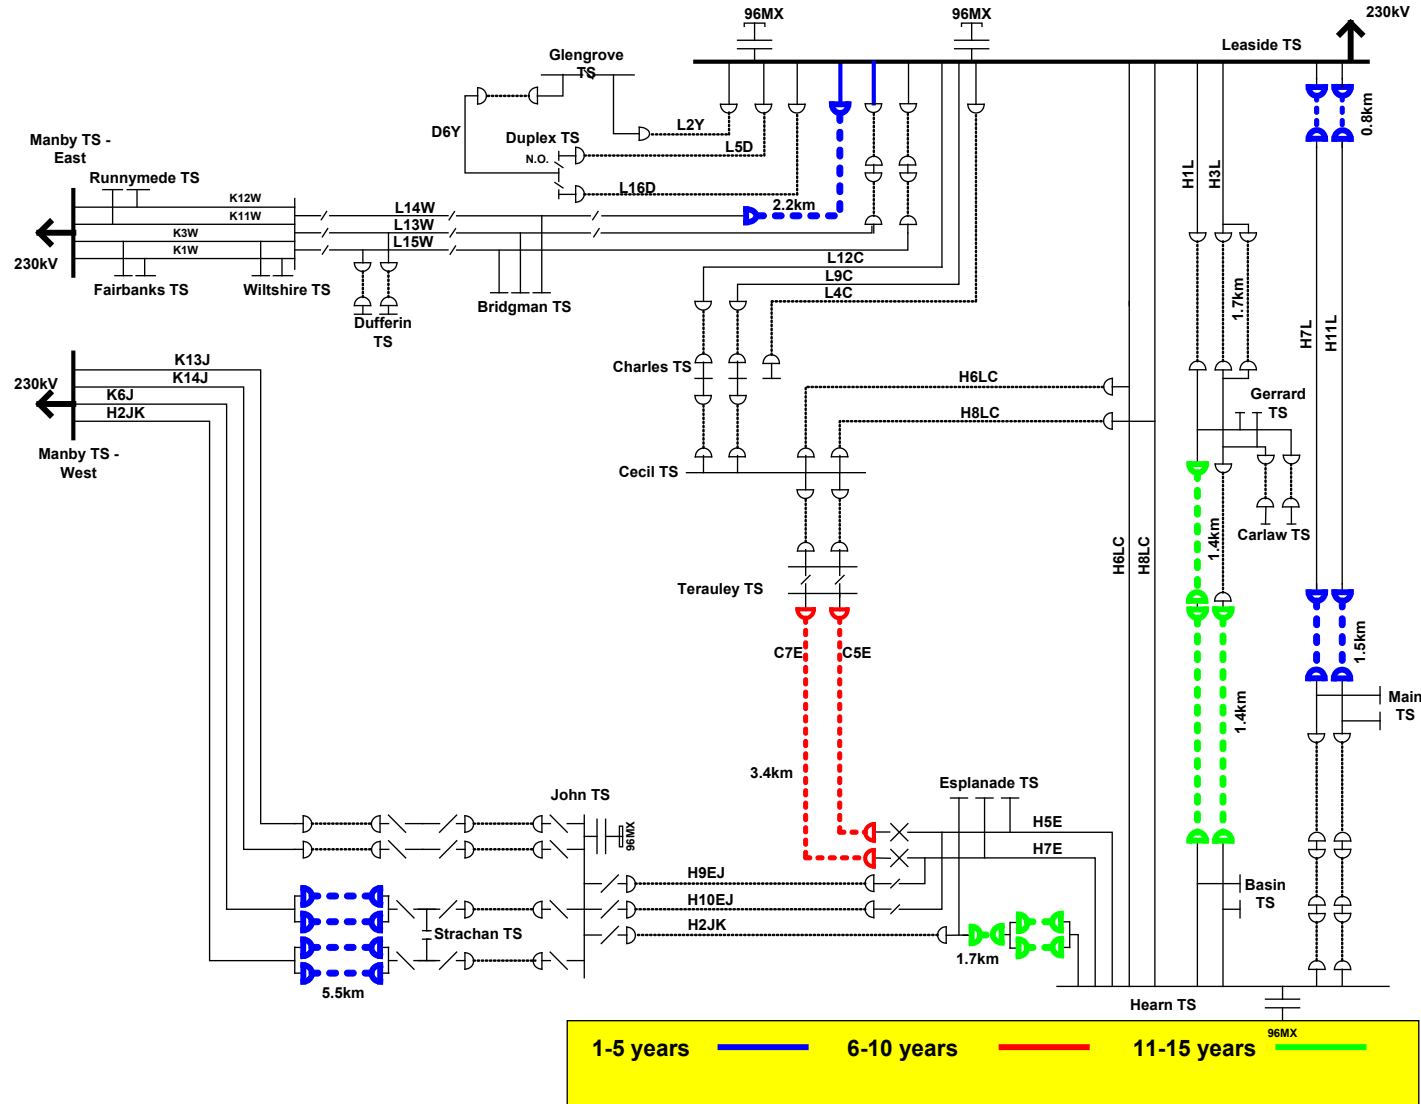 96MX
96MX
230kV
Leaside TS
Glengrove
TS
D6Y
L2Y
Duplex TS
N.O.
L5D
L16D
0.8km
Manby TS -
East
Runnymede TS
K12W
K11W
K3W
K1W
230kV
Fairbanks TS
Wiltshire TS
L14W
L13W
L15W
2.2km
Dufferin
TS
Bridgman TS
L12C
L9C
L4C
H1L
H3L
1.7km
H7L
H11L
K13J
K14J
K6J
H2JK
230kV
Manby TS -
West
Charles TS
H6LC
H8LC
Gerrard
TS
Cecil TS
Carlaw TS
1.4km
H6LC
H8LC
Terauley TS
C7E
C5E
1.5km
Main
TS
1.4km
3.4km
John TS
96MX
Esplanade TS
H5E
H7E
H9EJ
H10EJ
H2JK
Basin
TS
Strachan TS
1.7km
5.5km
Hearn TS
96MX
1-5 years
6-10 years
11-15 years